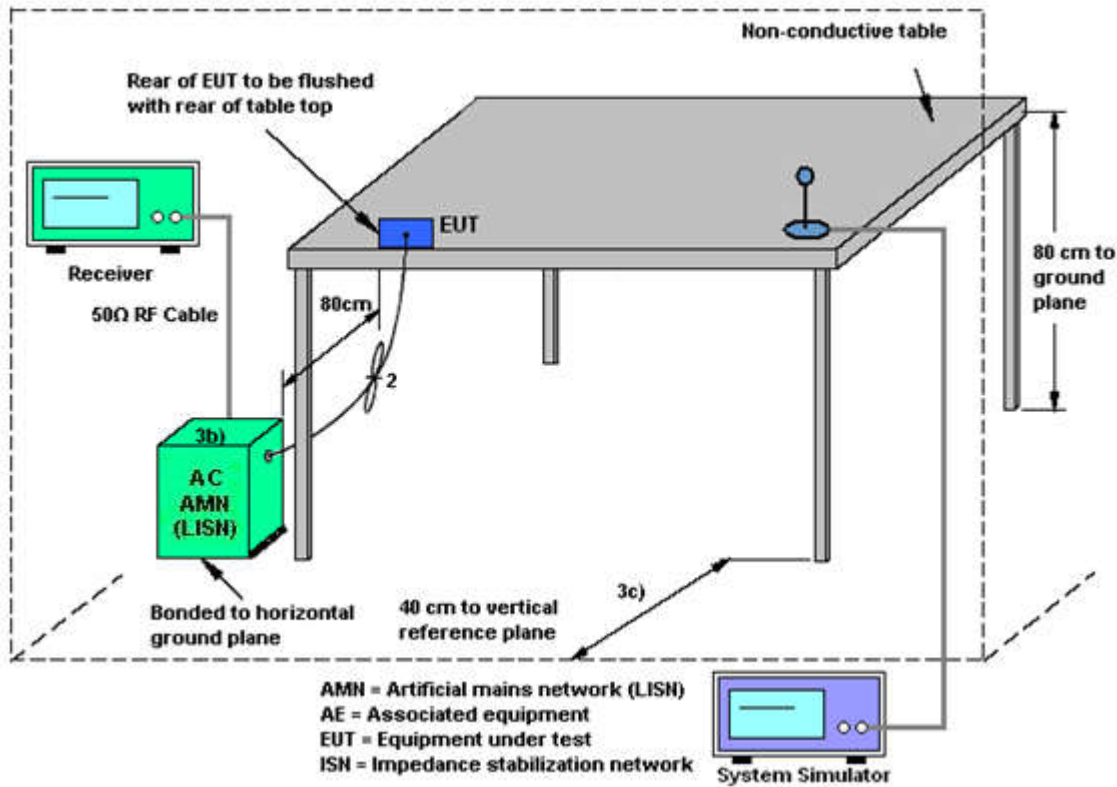 Non-conductive table
Rear of EUT to be flushed
with rear of table top
EUT
Receiver
80 cm to
ground
plane
80cm
50Ω RF Cable
2
3b)
AC
AMN
(LISN)
3c)
Bonded to horizontal
ground plane
40 cm to vertical
reference plane
AMN = Artificial mains network (LISN)
AE = Associated equipment
EUT = Equipment under test
ISN = Impedance stabilization network
System Simulator